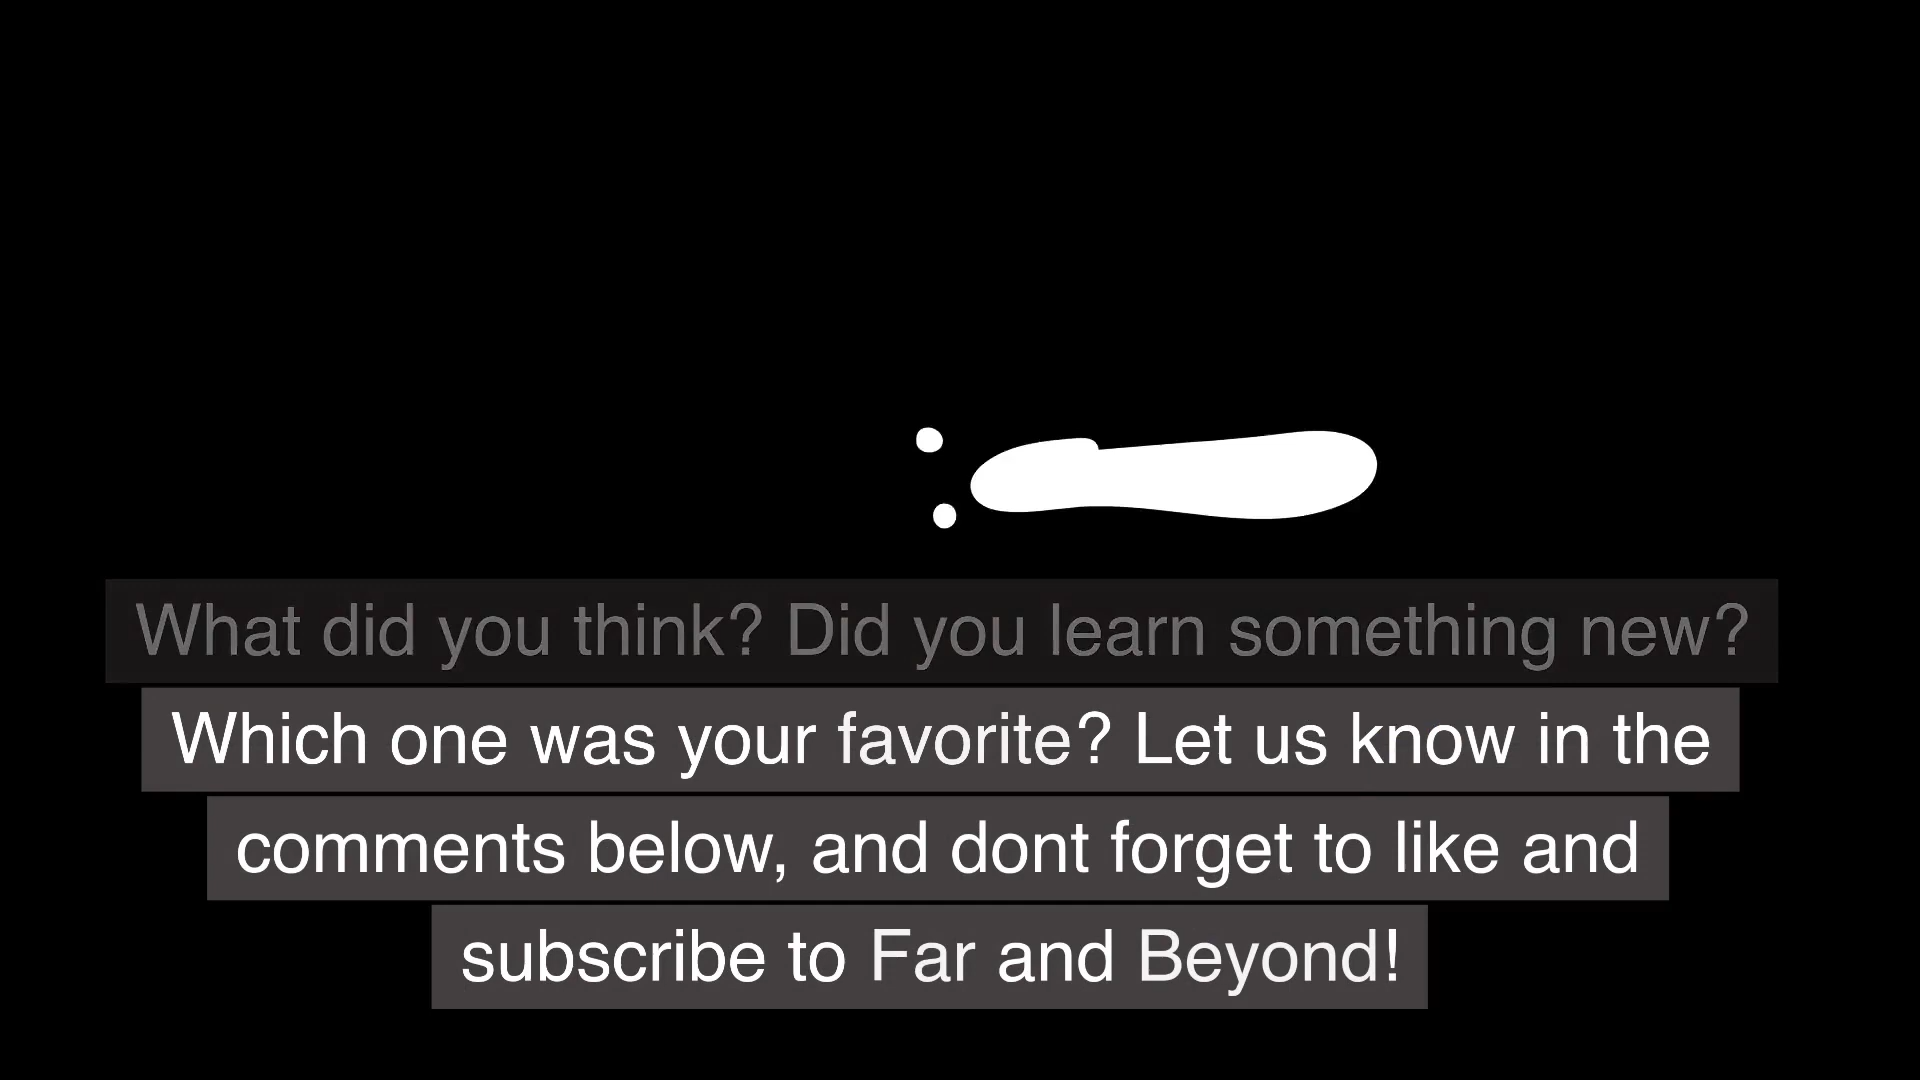 What did you think? Did you learn something new?
Which one was your favorite? Let us know in the
comments below, and dont forget to like and
subscribe to Far and Beyond!